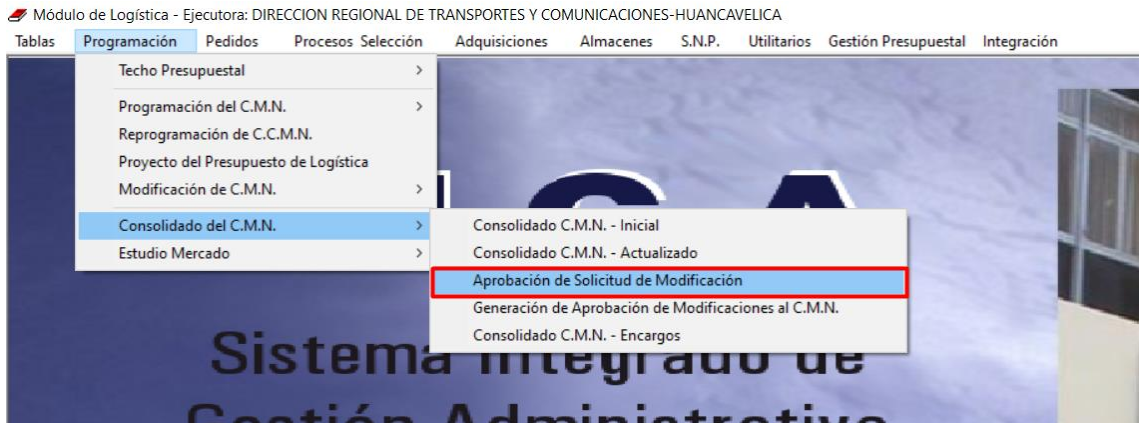 Módulo de Logística - Ejecutora: DIRECCION REGIONAL DE TRANSPORTES Y COMUNICACIONES-HUANCAVELICA
Tablas Programación Pedidos Procesos Selección Adquisiciones Almacenes S.N.P. Utilitarios Gestión Presupuestal Integración
Techo Presupuestal
Programación del C.M.N.
Reprogramación de C.C.M.N.
Proyecto del Presupuesto de Logística
Modificación de C.M.N.
Consolidado del C.M.N.
Estudio Mercado
Consolidado C.M.N. - Inicial
Consolidado C.M.N. - Actualizado
Aprobación de Solicitud de Modificación
Generación de Aprobación de Modificaciones al C.M.N.
Consolidado C.M.N. - Encargos
Sistema Integrado de
Gestión Administrativa